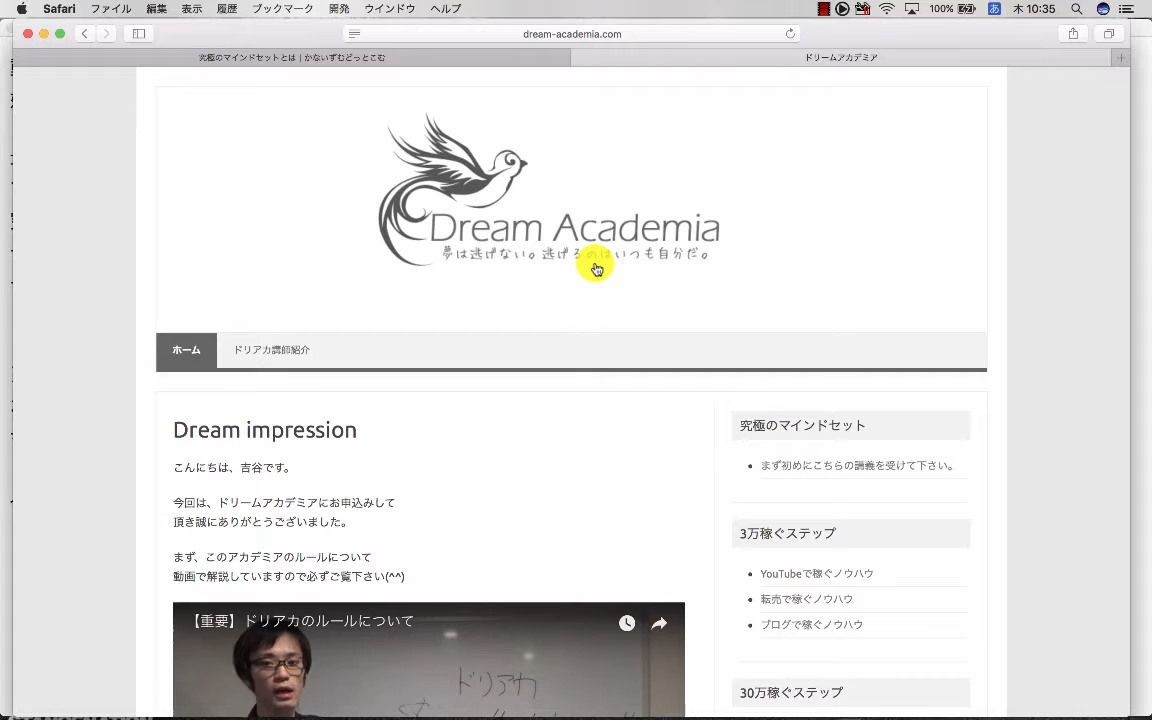 Safari ファイル 編集 表示 履歴 ブックマーク 開発 ウインドウ ヘルプ 100% あ 木 10:35
dream-academia.com
究極のマインドセットとは｜かないずむどっとこむ ドリームアカデミア
Dream Academia
夢は逃げない。逃げるのはいつも自分だ。
ホーム ドリアカ講師紹介
Dream impression
こんにちは、吉谷です。
今回は、ドリームアカデミアにお申込みして
頂き誠にありがとうございました。
まず、このアカデミアのルールについて
動画で解説していますので必ずご覧下さい(^^)
【重要】ドリアカのルールについて
ドリアカ
究極のマインドセット
まず初めにこちらの講義を受けて下さい。
3万稼ぐステップ
YouTubeで稼ぐノウハウ
転売で稼ぐノウハウ
ブログで稼ぐノウハウ
30万稼ぐステップ